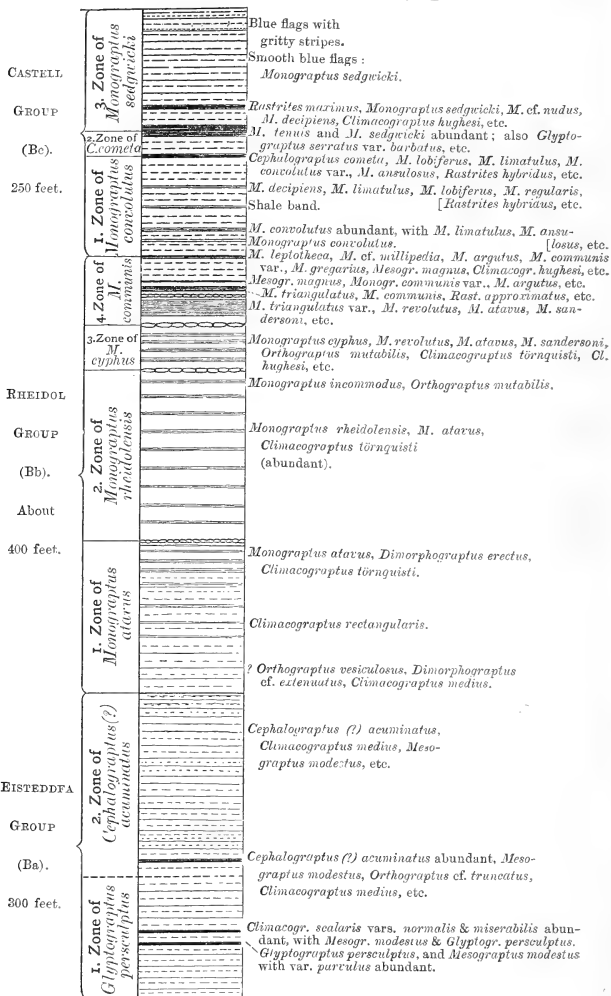 CASTELL
GROUP
(Bc)
250 feet.
3. Zone of
Monograptus
sedgwicki
2. Zone of
C. cometa
1. Zone of
Monograptus
convolutus
Blue flags with
gritty stripes.
Smooth blue flags :
Monograptus sedgwicki.
Rastrites maximus, Monograptus sedgwicki, M. cf. nudus,
M. decipiens, Climacograptus hughesi, etc.
M. tenuis and M. sedgwicki abundant ; also Glypto-
graptus serratus var. barbatus, etc.
Cephalograptus cometa, M. lobiferus, M. limatulus, M.
convolutus var., M. ansulosus, Rastrites hybridus, etc.
M. decipiens, M. limatulus, M. lobiferus, M. regularis,
Shale band. [Rastrites hybridus, etc.
M. convolutus abundant, with M. limatulus, M. ansu-
Monograptus convolutus. [losus, etc.
RHEIDOL
GROUP
(Bb).
About
400 feet.
4. Zone of
M.
communis
3. Zone of
M.
cyphus
2. Zone of
Monograptus
rheidolensis
1. Zone of
Monograptus
atavus
M. leptotheca, M. cf. millipedia, M. argutus, M. communis
var., M. gregarius, Mesogr. magnus, Climacogr. hughesi, etc.
Mesogr. magnus, Monogr. communis var., M. argutus, etc.
M. triangulatus, M. communis, Rast. approximatus, etc.
M. triangulatus var., M. revolutus, M. atavus, M. san-
dersoni, etc.
Monograptus cyphus, M. revolutus, M. atavus, M. sandersoni,
Orthograptus mutabilis, Climacograptus törnquisti, Cl.
hughesi, etc.
Monograptus incommodus, Orthograptus mutabilis.
Monograptus rheidolensis, M. atavus,
Climacograptus törnquisti
(abundant).
Monograptus atavus, Dimorphograptus erectus,
Climacograptus törnquisti.
Climacograptus rectangularis.
? Orthograptus vesiculosus, Dimorphograptus
cf. extenuatus, Climacograptus medius.
EISTEDDFA
GROUP
(Ba).
300 feet.
2. Zone of
Cephalograptus (?)
acuminatus
1. Zone of
Glyptograptus
persculptus
Cephalograptus (?) acuminatus,
Climacograptus medius, Meso-
graptus modestus, etc.
Cephalograptus (?) acuminatus abundant, Meso-
graptus modestus, Orthograptus cf. truncatus,
Climacograptus medius, etc.
Climacogr. scalaris vars. normalis & miserabilis abun-
dant, with Mesogr. modestus & Glyptogr. persculptus.
Glyptograptus persculptus, and Mesograptus modestus
with var. parvulus abundant.